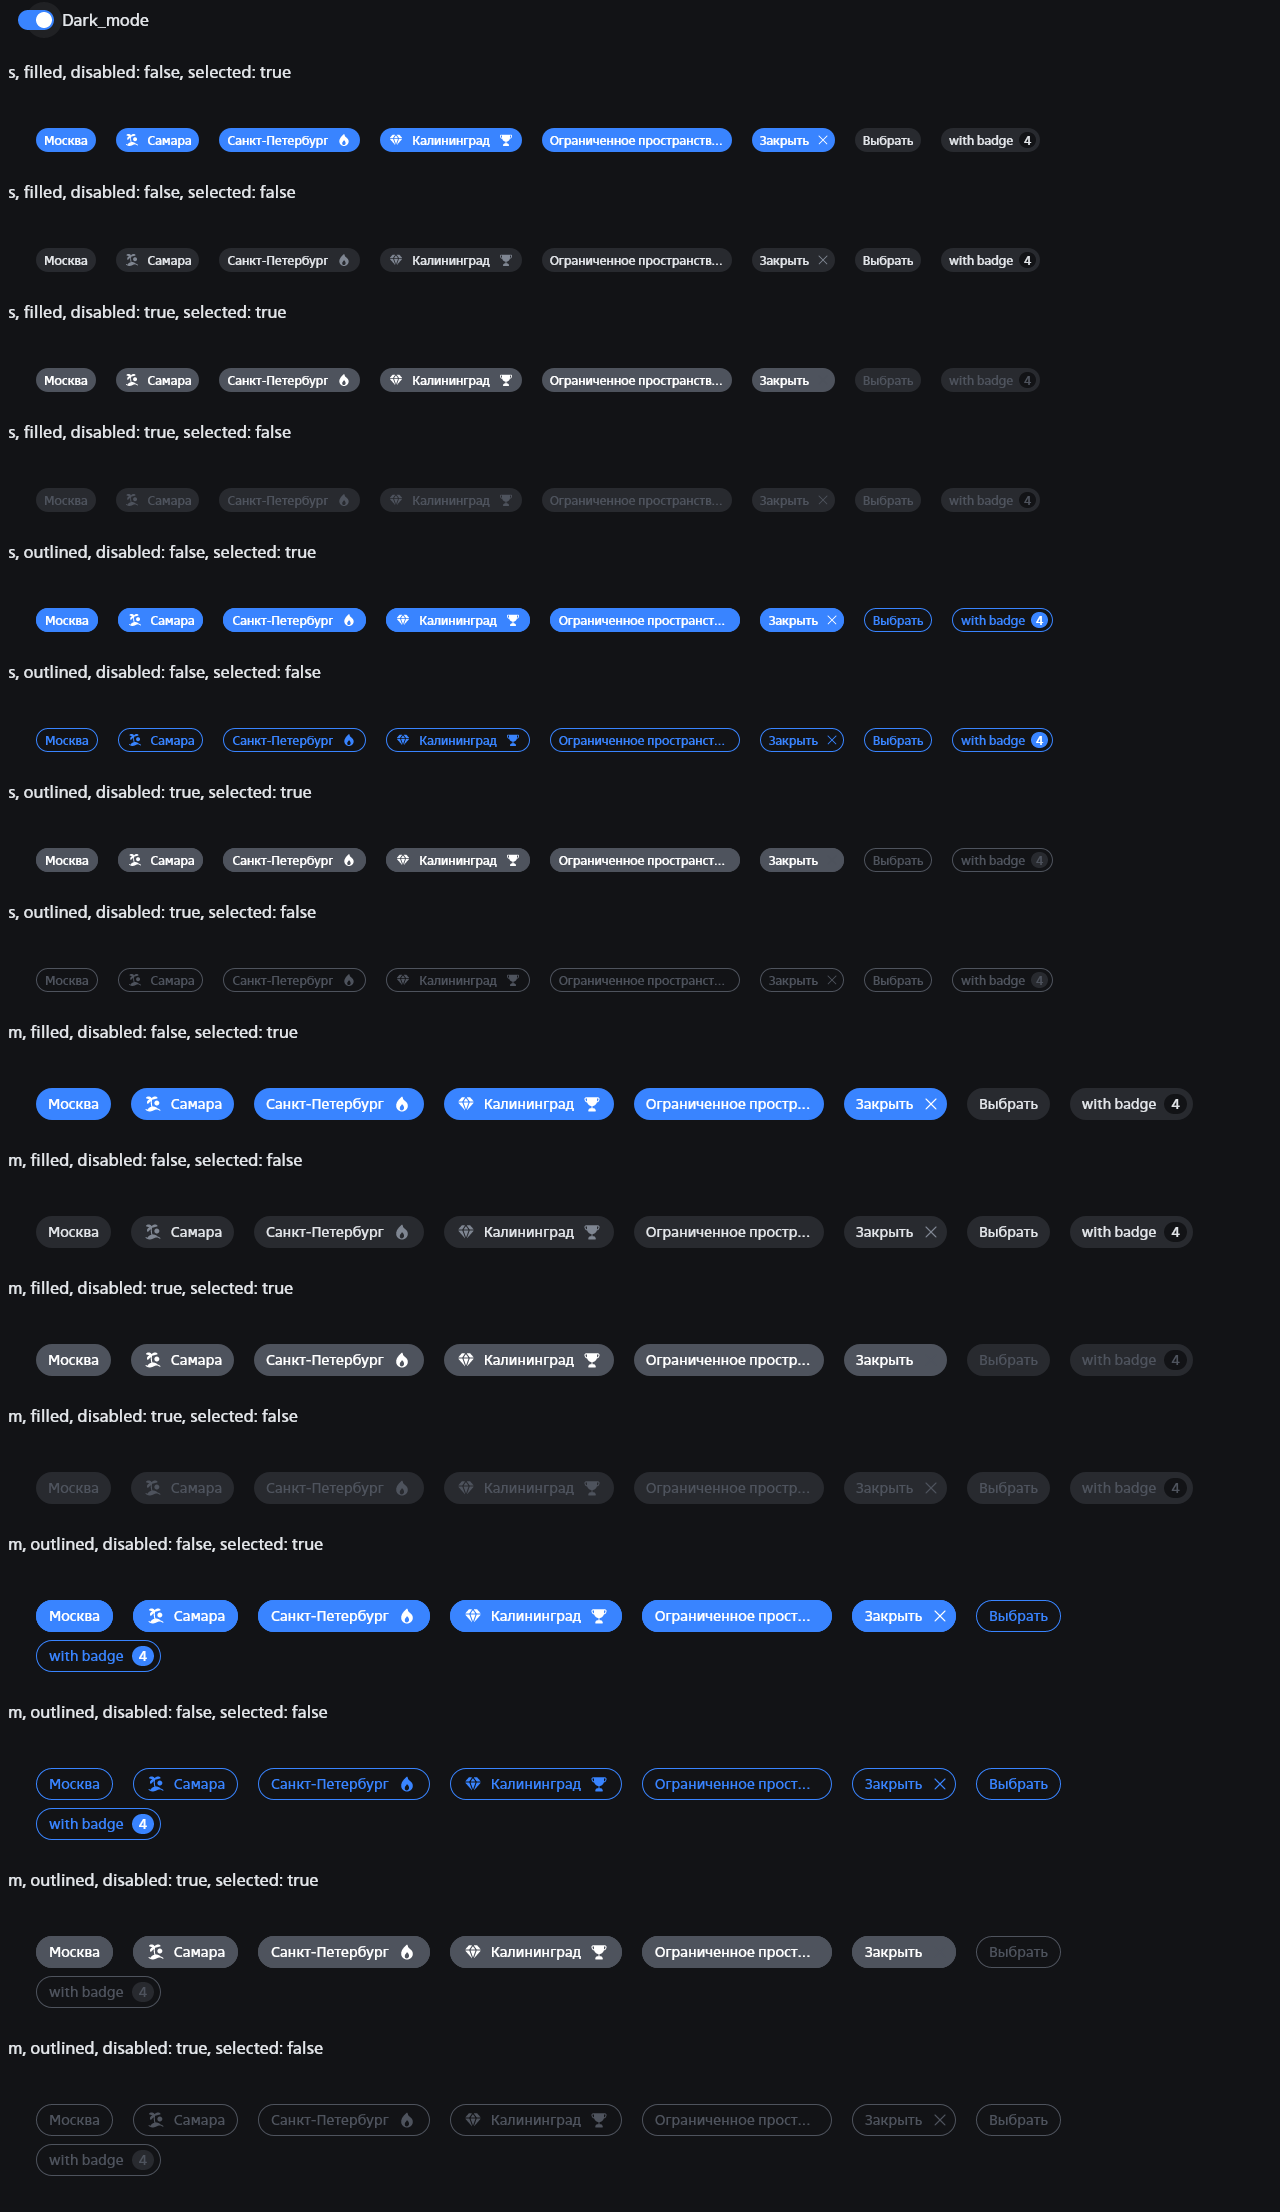 Dark_mode
s, filled, disabled: false, selected: true
Москва Самара Санкт-Петербург Калининград Ограниченное пространств... Закрыть Выбрать with badge 4
s, filled, disabled: false, selected: false
Москва Самара Санкт-Петербург Калининград Ограниченное пространств... Закрыть Выбрать with badge 4
s, filled, disabled: true, selected: true
Москва Самара Санкт-Петербург Калининград Ограниченное пространств... Закрыть Выбрать with badge 4
s, filled, disabled: true, selected: false
Москва Самара Санкт-Петербург Калининград Ограниченное пространств... Закрыть Выбрать with badge 4
s, outlined, disabled: false, selected: true
Москва Самара Санкт-Петербург Калининград Ограниченное пространст... Закрыть Выбрать with badge 4
s, outlined, disabled: false, selected: false
Москва Самара Санкт-Петербург Калининград Ограниченное пространст... Закрыть Выбрать with badge 4
s, outlined, disabled: true, selected: true
Москва Самара Санкт-Петербург Калининград Ограниченное пространст... Закрыть Выбрать with badge 4
s, outlined, disabled: true, selected: false
Москва Самара Санкт-Петербург Калининград Ограниченное пространст... Закрыть Выбрать with badge 4
m, filled, disabled: false, selected: true
Москва Самара Санкт-Петербург Калининград Ограниченное простр... Закрыть Выбрать with badge 4
m, filled, disabled: false, selected: false
Москва Самара Санкт-Петербург Калининград Ограниченное простр... Закрыть Выбрать with badge 4
m, filled, disabled: true, selected: true
Москва Самара Санкт-Петербург Калининград Ограниченное простр... Закрыть Выбрать with badge 4
m, filled, disabled: true, selected: false
Москва Самара Санкт-Петербург Калининград Ограниченное простр... Закрыть Выбрать with badge 4
m, outlined, disabled: false, selected: true
Москва Самара Санкт-Петербург Калининград Ограниченное прост... Закрыть Выбрать
with badge 4
m, outlined, disabled: false, selected: false
Москва Самара Санкт-Петербург Калининград Ограниченное прост... Закрыть Выбрать
with badge 4
m, outlined, disabled: true, selected: true
Москва Самара Санкт-Петербург Калининград Ограниченное прост... Закрыть Выбрать
with badge 4
m, outlined, disabled: true, selected: false
Москва Самара Санкт-Петербург Калининград Ограниченное прост... Закрыть Выбрать
with badge 4